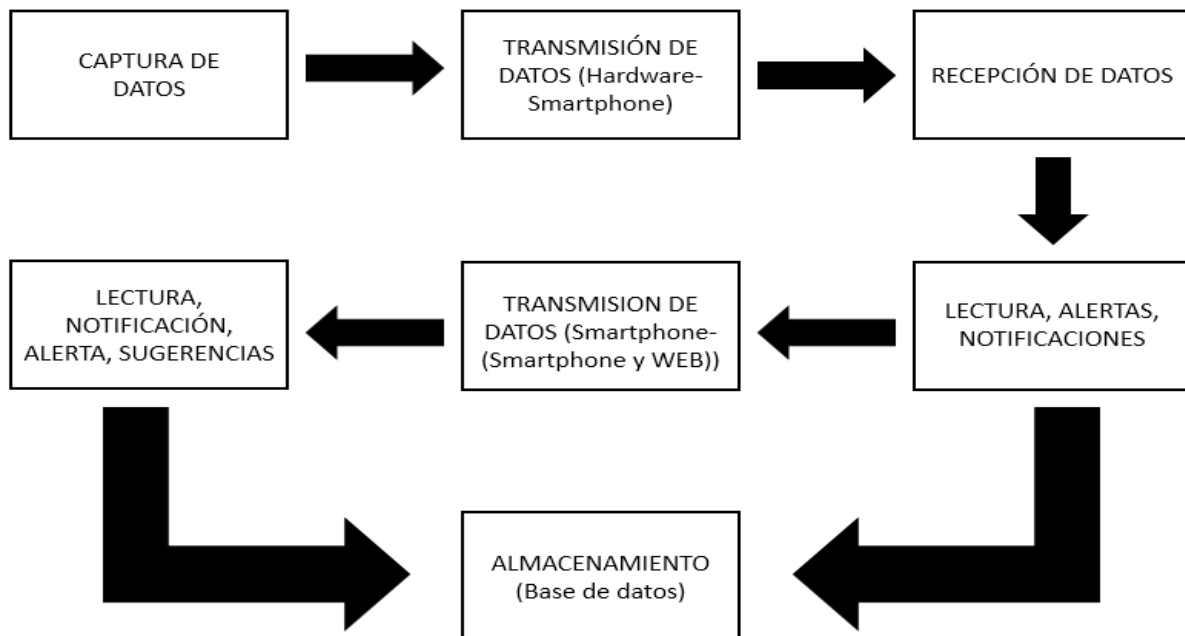 CAPTURA DE
DATOS
TRANSMISIÓN DE
DATOS (Hardware-
Smartphone)
RECEPCIÓN DE DATOS
LECTURA,
NOTIFICACIÓN,
ALERTA, SUGERENCIAS
TRANSMISION DE
DATOS (Smartphone-
(Smartphone y WEB))
LECTURA, ALERTAS,
NOTIFICACIONES
ALMACENAMIENTO
(Base de datos)